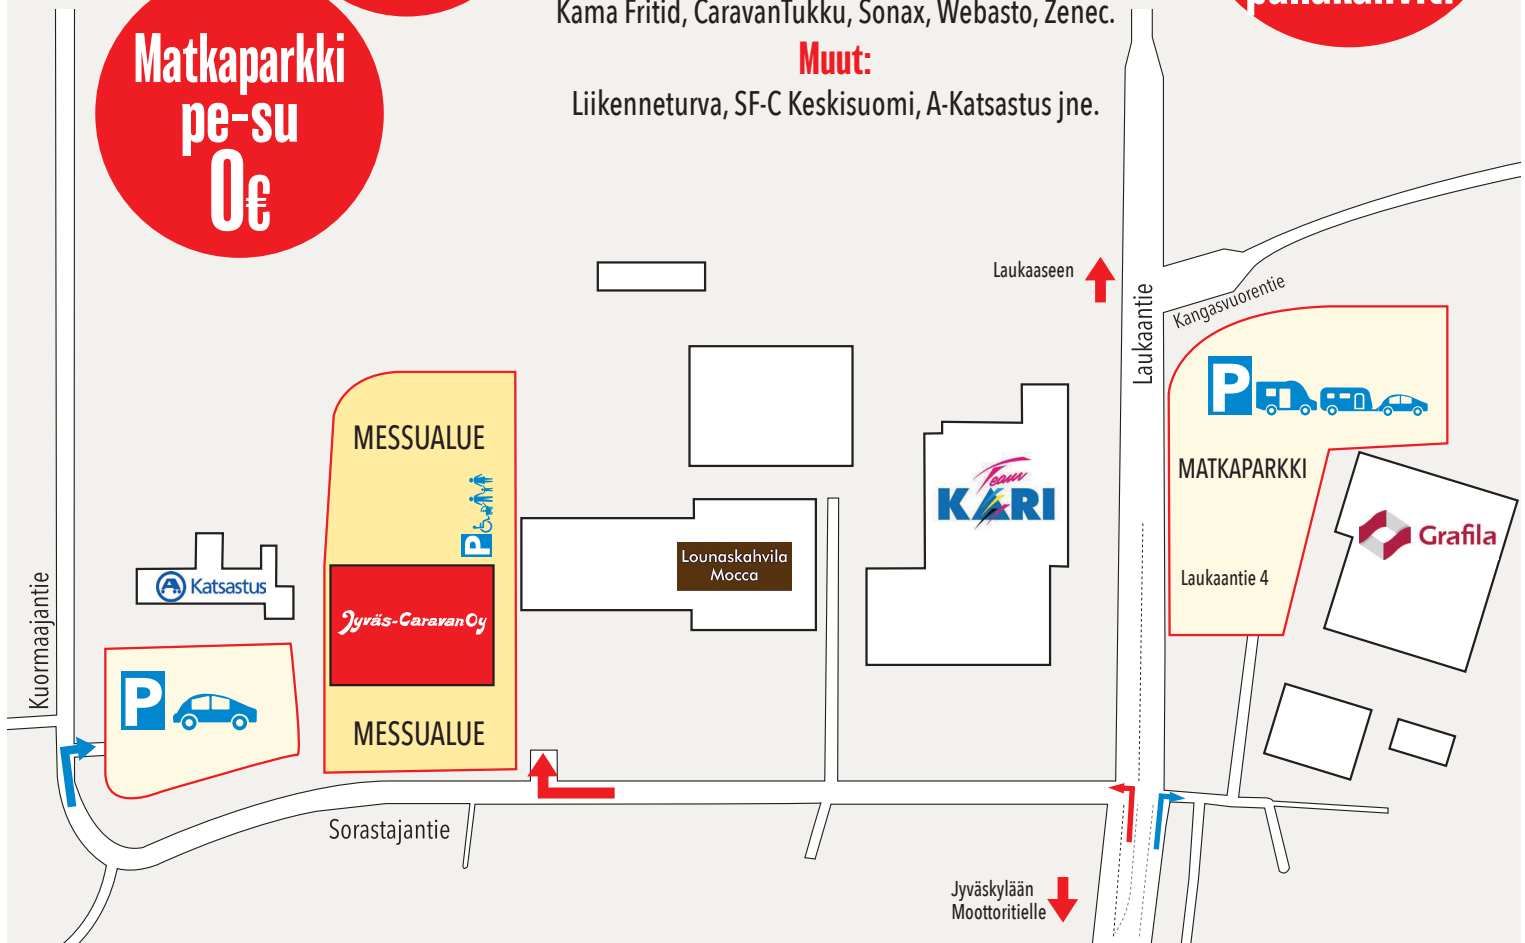 Kama Fritid, CaravanTukku, Sonax, Webasto, Zenec.
Muut:
Liikenneturva, SF-C Keskisuomi, A-Katsastus jne.
Matkaparkki
pe-su
0€
Laukaaseen
Laukaantie
Kangasvuorentie
P
MATKAPARKKI
Laukaantie 4
Grafila
Team
KARI
MESSUALUE
P
Lounaskahvila
Mocca
A Katsastus
Jyväs-Caravan Oy
Kuormaajantie
P
MESSUALUE
Sorastajantie
Jyväskylään
Moottoritielle